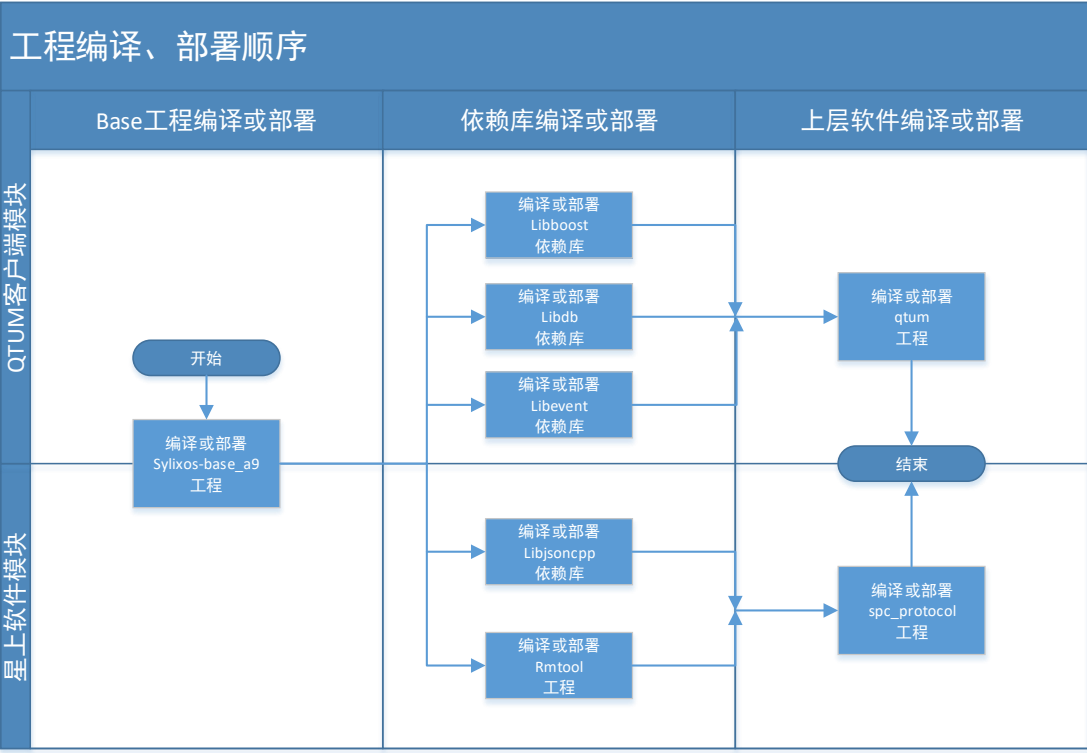 工程编译、部署顺序
Base工程编译或部署
依赖库编译或部署
上层软件编译或部署
QTUM客户端模块
开始
编译或部署
Sylixos-base_a9
工程
编译或部署
Libboost
依赖库
编译或部署
Libdb
依赖库
编译或部署
Libevent
依赖库
编译或部署
qtum
工程
结束
星上软件模块
编译或部署
Libjsoncpp
依赖库
编译或部署
Rmtool
工程
编译或部署
spc_protocol
工程